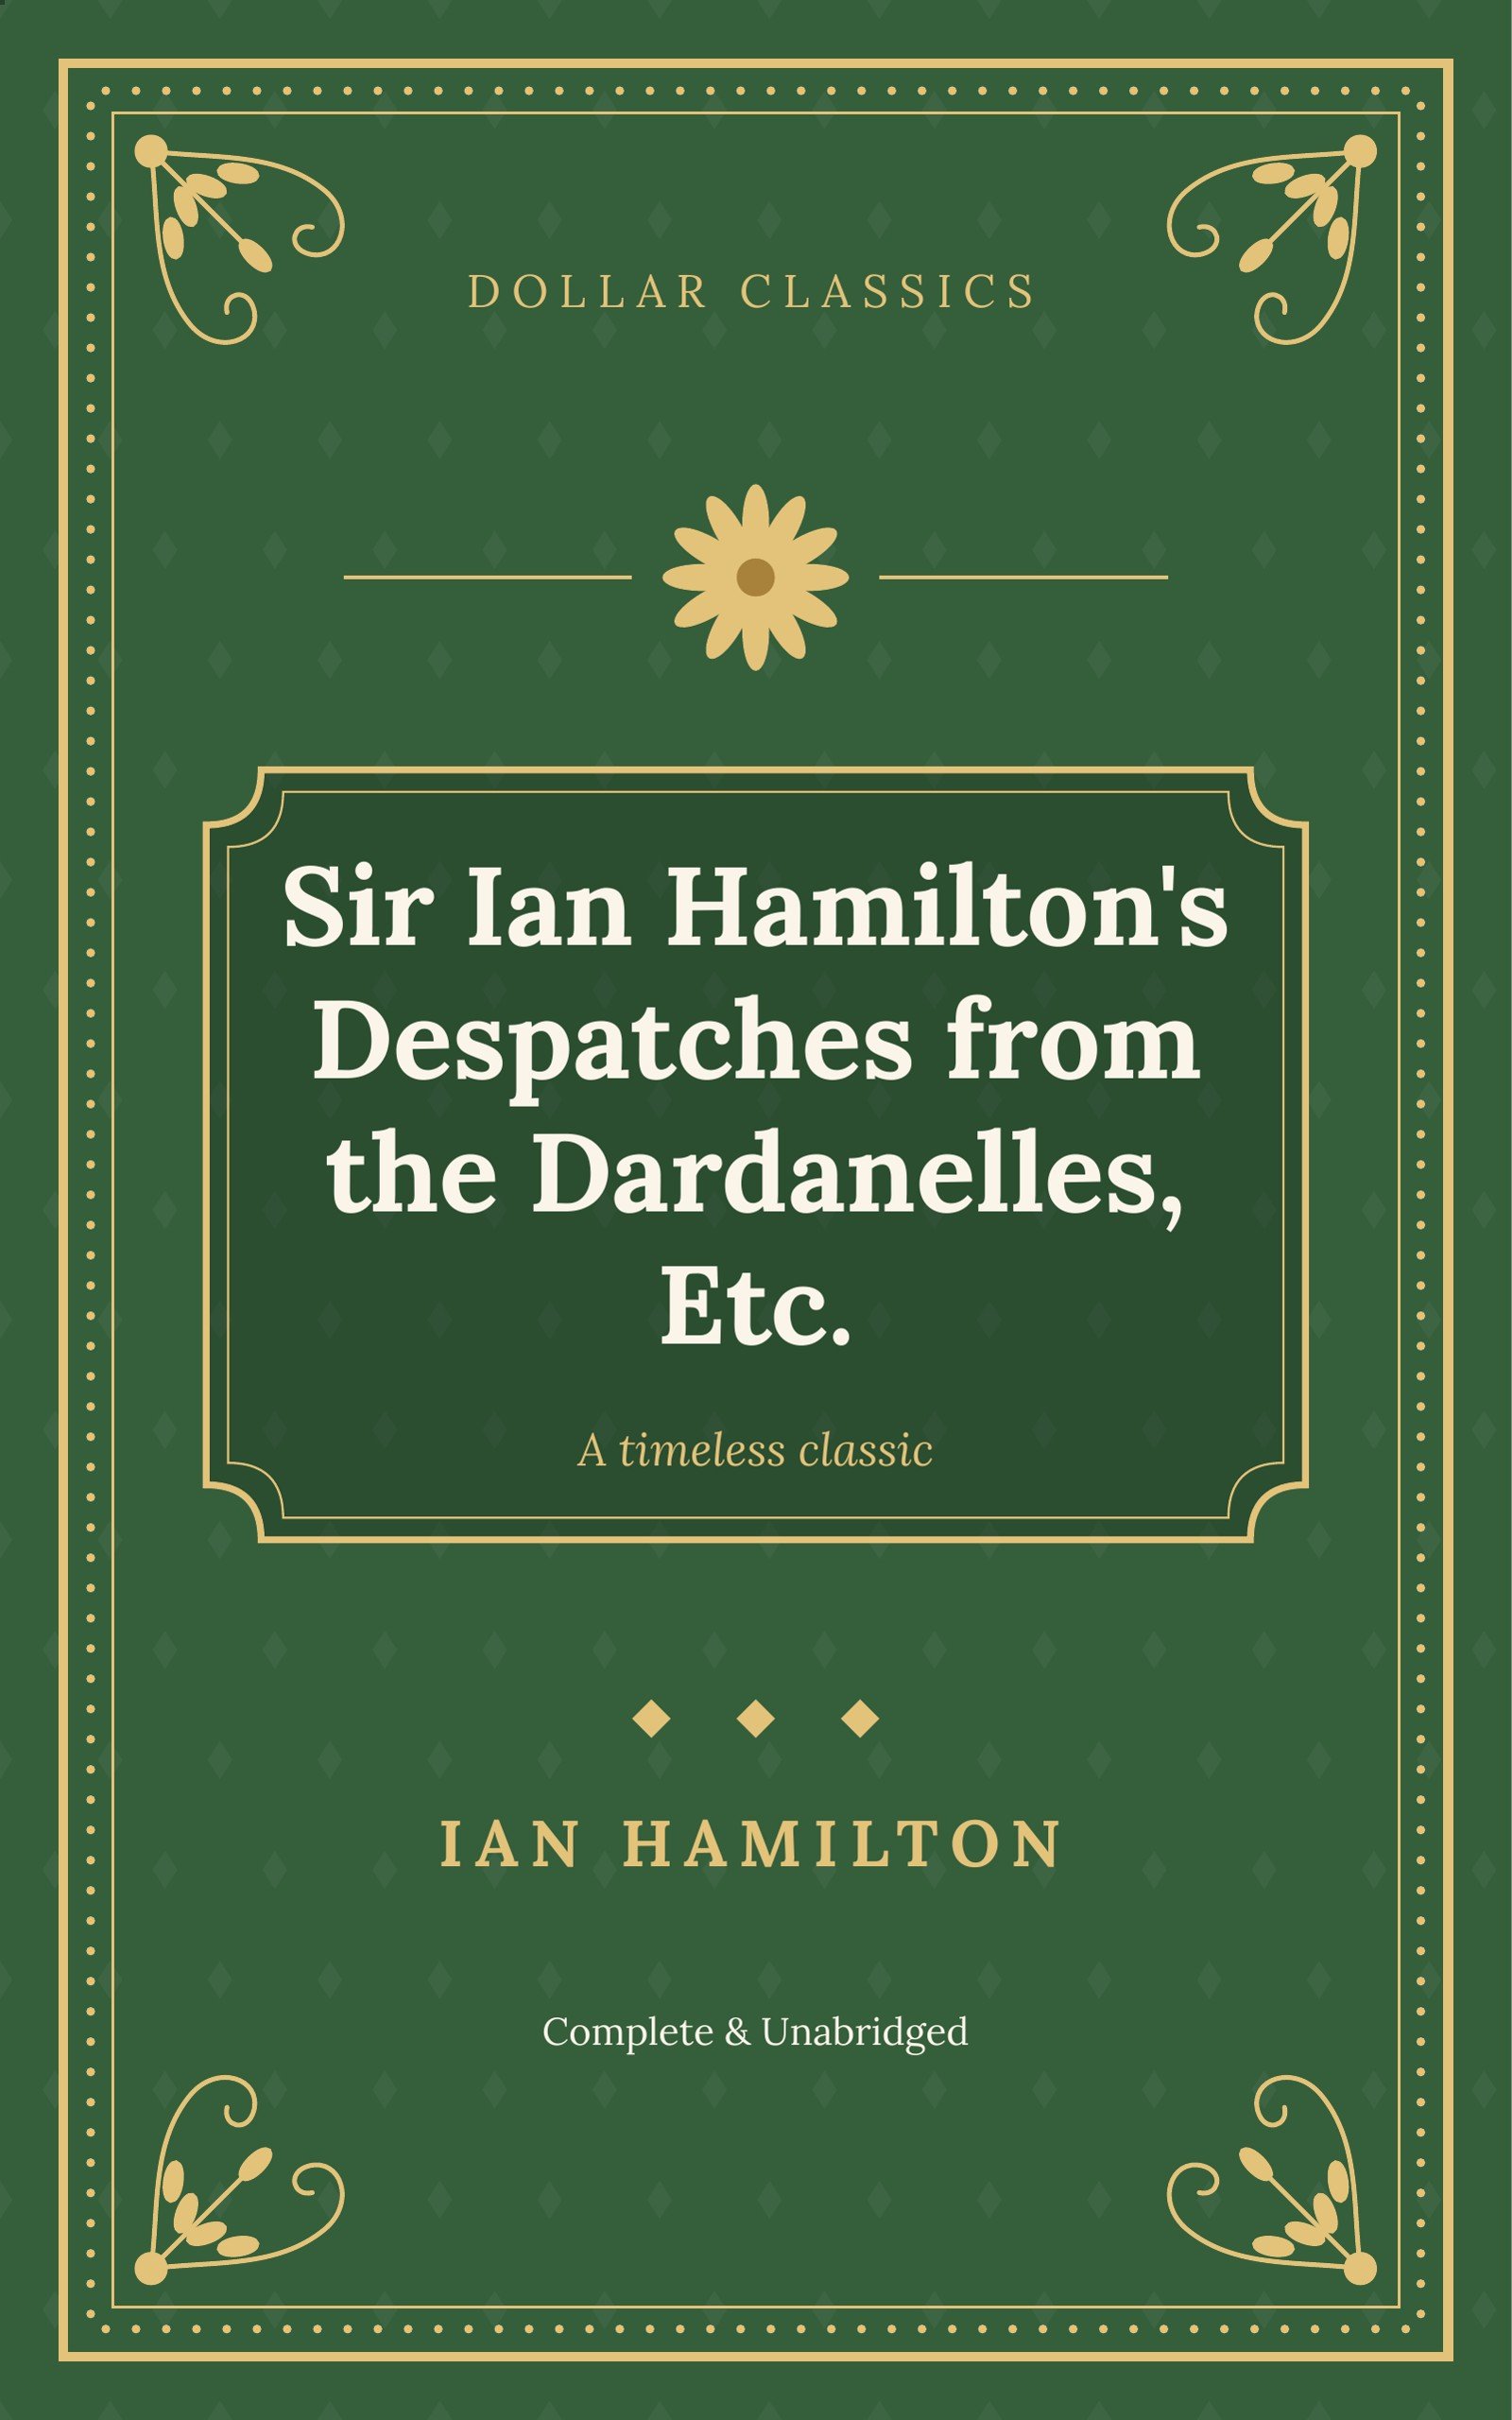 DOLLAR CLASSICS
Sir Ian Hamilton's
Despatches from
the Dardanelles,
Etc.
A timeless classic
IAN HAMILTON
Complete & Unabridged